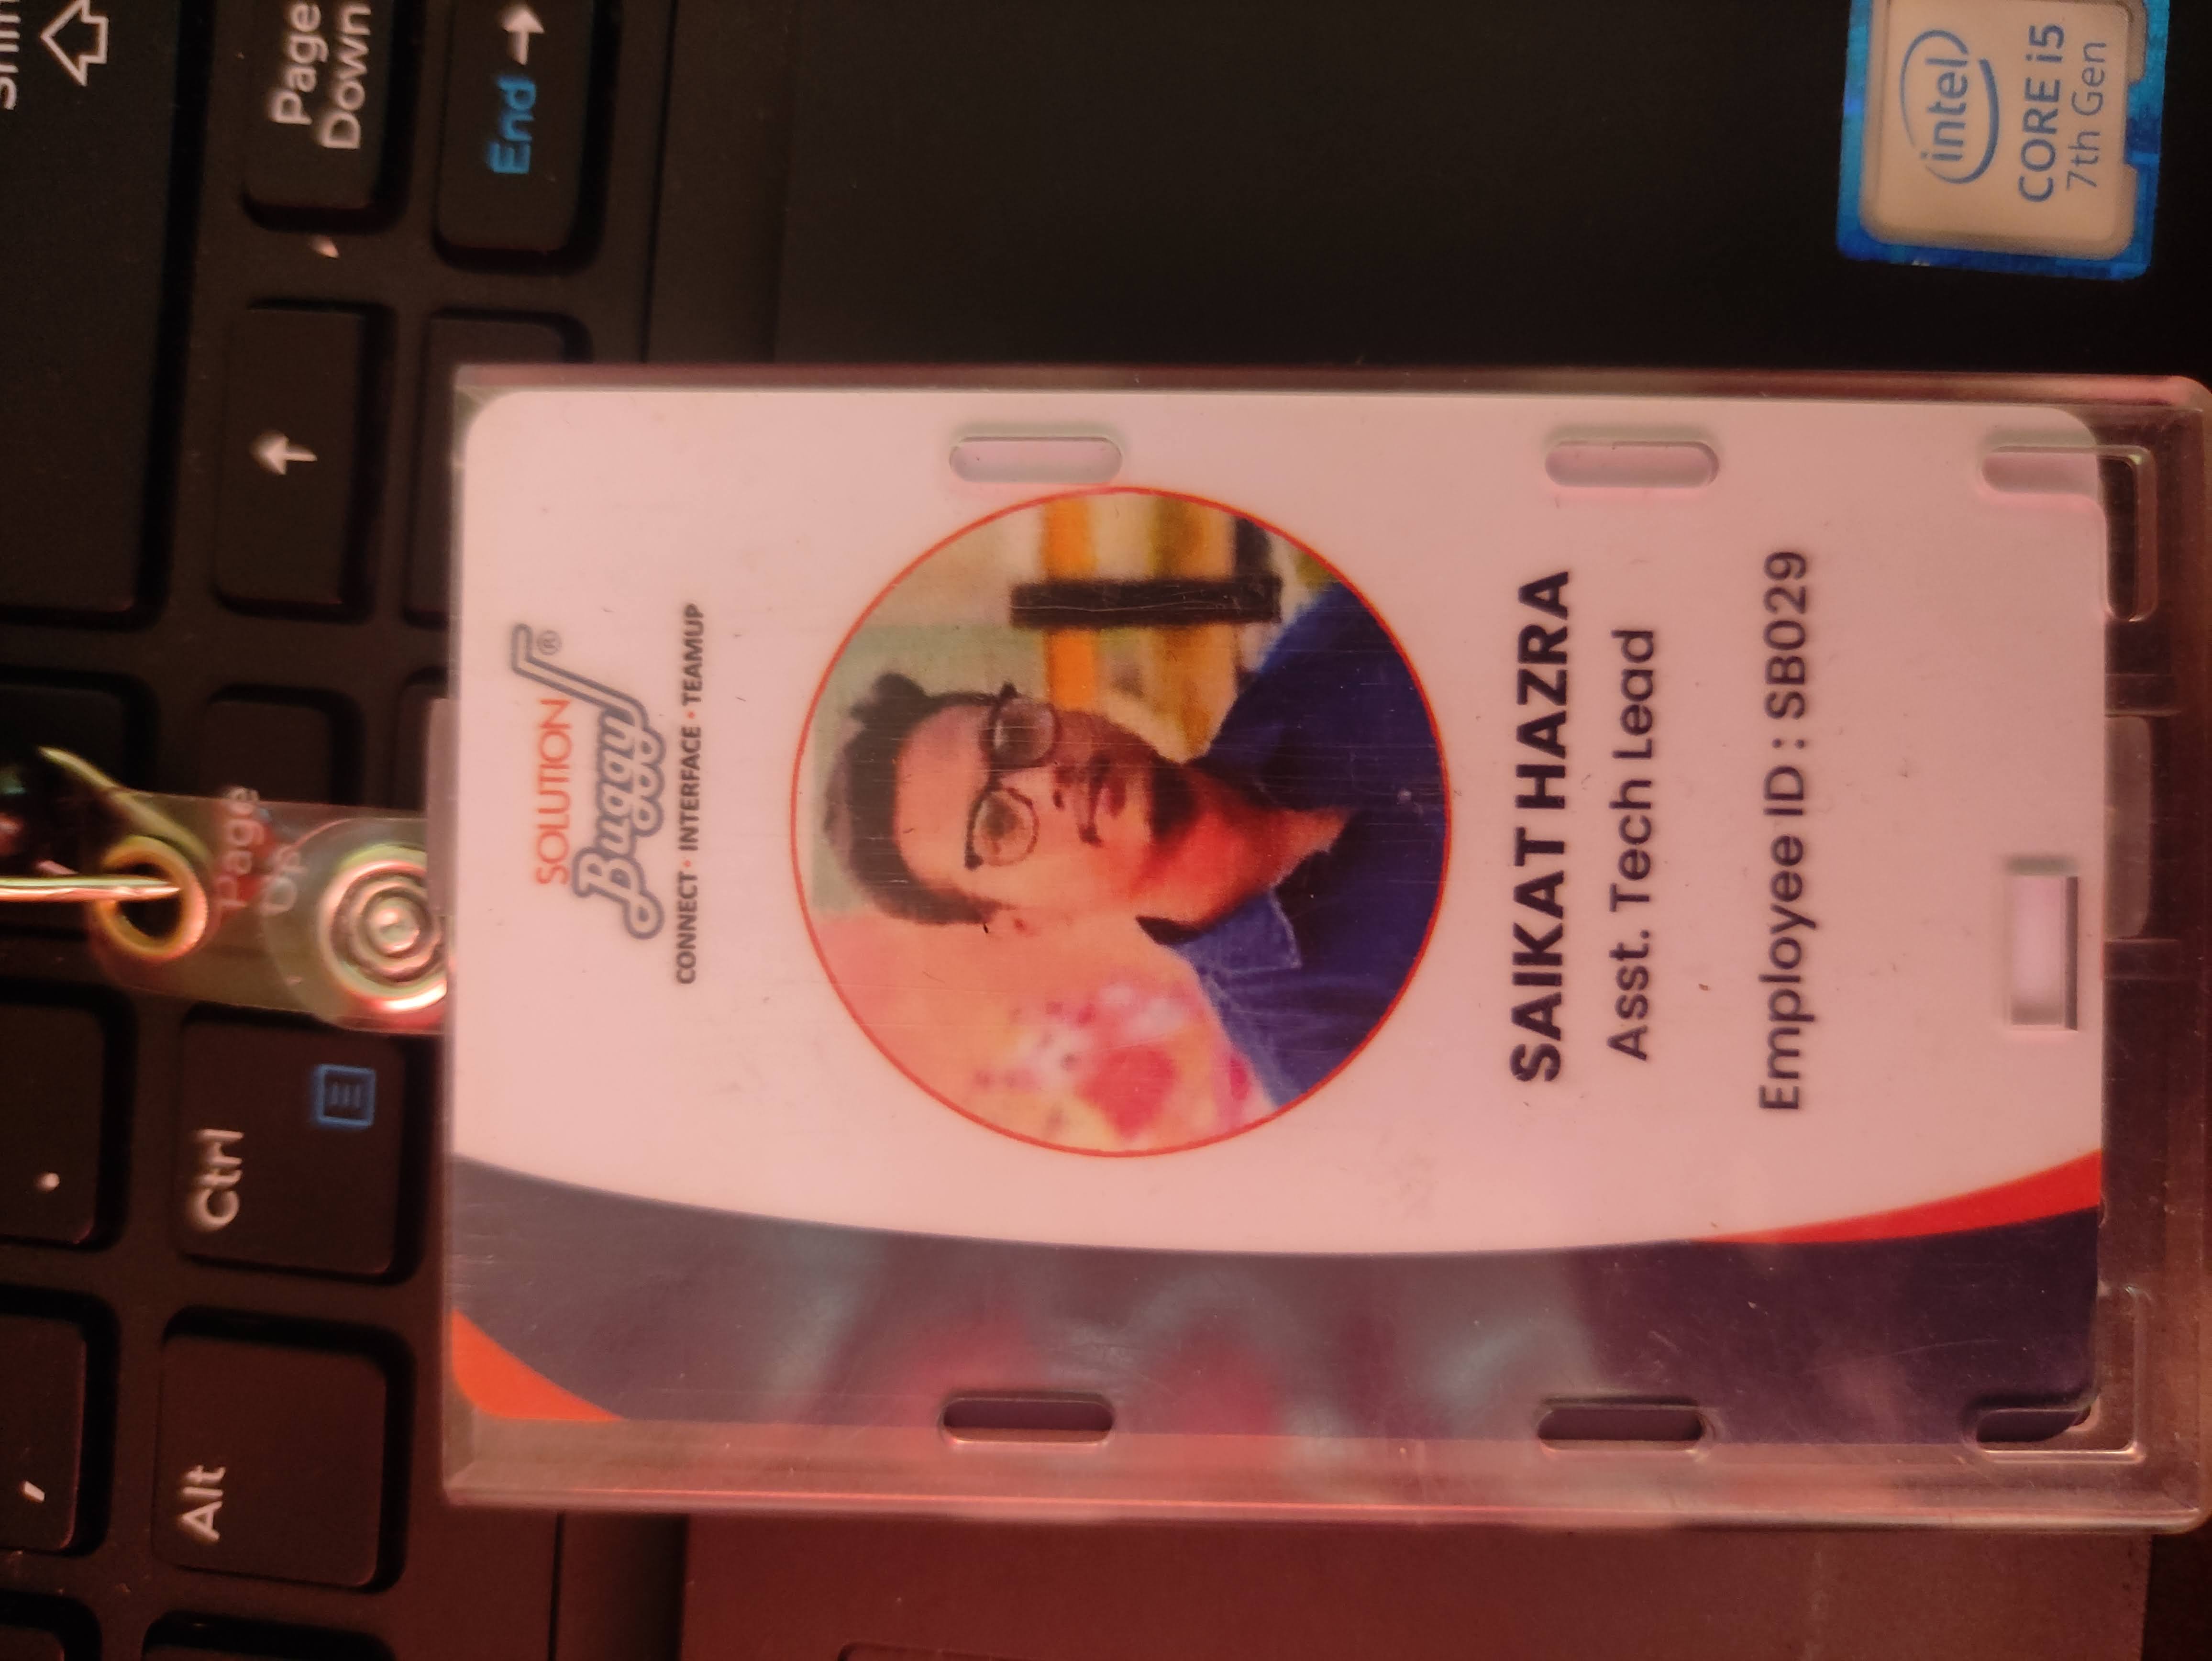 Shift
,
.
Alt
Ctrl
Page
Up
Page
Down
End
SOLUTION
Buggy®
CONNECT • INTERFACE • TEAMUP
SAIKAT HAZRA
Asst. Tech Lead
Employee ID : SB029
intel
CORE i5
7th Gen